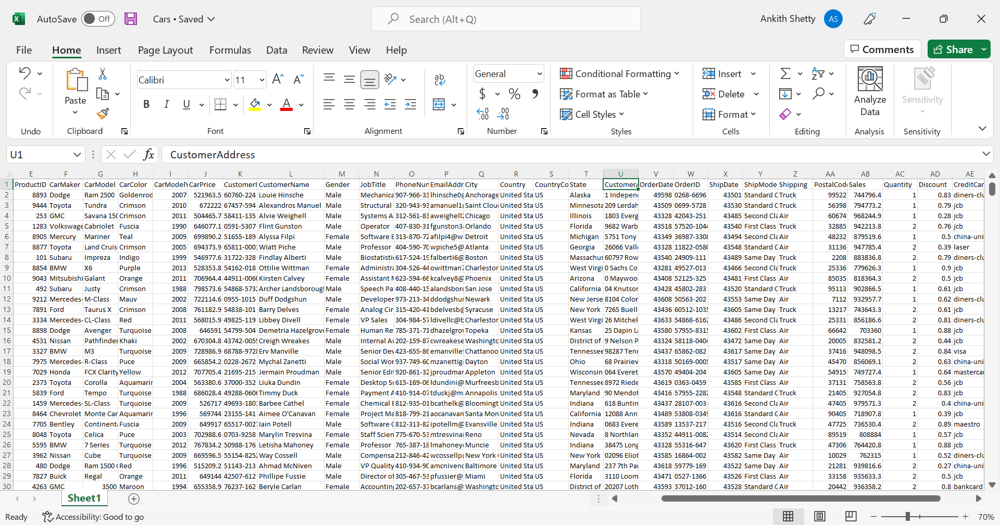 AutoSave Off Cars • Saved Search (Alt+Q) Ankith Shetty AS
File Home Insert Page Layout Formulas Data Review View Help Comments Share
Calibri 11 General Conditional Formatting Insert
Paste B I U $ % Format as Table Delete Analyze Data Sensitivity
Cell Styles Format
Undo Clipboard Font Alignment Number Styles Cells Editing Analysis Sensitivity
U1 fx CustomerAddress
E F G H I J K L M N O P Q R S T U V W X Y Z AA AB AC AD AE
1 ProductID CarMaker CarModel CarColor CarModelY CarPrice CustomerI CustomerName Gender JobTitle PhoneNum EmailAddr City Country CountryCo State CustomerA OrderDate OrderID ShipDate ShipMode Shipping PostalCode Sales Quantity Discount CreditCar
2 8893 Dodge Ram 2500 Goldenrod 2007 521963.5 60760-224 Louie Hinsche Male Mechanica 907-966-33 lhinsche0@ Anchorage United Sta US Alaska 1 Indepen 49598 0268-6696 43501 Standard C Truck 99522 744796.4 1 0.83 diners-clu
3 9444 Toyota Tundra Crimson 2010 672222 67457-594 Alexandros Manuel Male Structural 320-943-93 amanuel1@ Saint Clou United Sta US Minnesota 209 Lerdah 43509 0699-5728 43530 Standard C Truck 56398 794773.2 1 0.79 jcb
4 253 GMC Savana 150 Crimson 2011 504465.7 58411-135 Alvie Weighell Male Systems A 312-561-83 aweighell2 Chicago United Sta US Illinois 1803 Everg 43328 42043-251 43485 Second Cla Air 60674 968244.9 1 0.28 jcb
5 1283 Volkswage Cabriolet Fuscia 1990 646077.1 0591-5307 Flint Gunston Male Operator 407-830-31 fgunston3@ Orlando United Sta US Florida 9682 Warb 43518 57520-1044 43540 First Class Truck 32885 942213.8 2 0.76 jcb
6 8905 Mercury Mariner Teal 2009 699890.2 51655-189 Alyssa Filpi Female Software E 313-870-72 afilpi4@w Detroit United Sta US Michigan 5751 Tony 43349 36987-3308 43494 Second Cla Air 48232 879519.6 1 0.5 china-uni
7 8877 Toyota Land Cruis Crimson 2005 694373.9 65811-0001 Wiatt Piche Male Professor 404-590-70 wpiche5@ Atlanta United Sta US Georgia 26066 Valle 43328 11822-0580 43548 Standard C Air 31136 947785.4 2 0.39 laser
8 101 Subaru Impreza Indigo 1999 546977.6 31722-328 Findlay Alberti Male Biostatistic 617-524-19 falberti6@ Boston United Sta US Massachus 60797 Row 43540 24909-111 43489 Same Day Truck 2208 883836.8 2 0.79 diners-clu
9 8854 BMW X6 Purple 2013 528353.8 54162-018 Ottilie Wittman Female Administra 304-526-44 owittman7 Charleston United Sta US West Virgi 0 Sachs Co 43281 49527-013 43466 Second Cla Truck 25336 779626.3 1 0.9 jcb
10 9043 Mitsubishi Galant Orange 2011 706964.4 44911-0060 Kirsten Calvey Female Assistant M 623-594-66 kcalvey8@ Phoenix United Sta US Arizona 0 Maywoo 43408 52125-325 43481 First Class Air 85035 818364.3 2 0.5 jcb
11 492 Subaru Justy Crimson 1988 798573.6 54868-5732 Archer Landsborough Male Speech Pa 408-440-15 alandsboro San Jose United Sta US California 04 Knutson 43428 45802-283 43520 Standard C Truck 95113 902866.5 1 0.61 jcb
12 9212 Mercedes- M-Class Mauv 2002 722114.6 0955-1015 Duff Dodgshun Male Developer 973-213-34 ddodgshun Newark United Sta US New Jerse 8104 Color 43608 50563-202 43553 Same Day Air 7112 932957.7 1 0.62 diners-clu
13 7891 Ford Taurus X Crimson 2008 761182.9 54838-101 Barry Delves Female Analog Cir 315-420-41 bdelvesb@ Syracuse United Sta US New York 7265 Buell 43436 60512-1035 43605 Same Day Truck 13217 743643.3 2 0.61 jcb
14 3334 Mercedes- CL-Class Red 2011 568015.9 49825-119 Libbey Divell Female VP Sales 304-984-57 ldivellc@b Charleston United Sta US West Virgi 26 Mitchel 43633 54868-6162 43486 Second Cla Truck 25331 856186.6 2 0.81 diners-clu
15 8898 Dodge Avenger Turquoise 2008 646591 54799-504 Demetria Hazelgrove Female Human Re 785-371-71 dhazelgrov Topeka United Sta US Kansas 25 Dapin La 43580 57955-8315 43602 First Class Air 66642 703360 1 0.88 jcb
16 4531 Nissan Pathfinder Khaki 2002 670304.8 43742-0059 Creigh Wreakes Male Internal Au 202-159-87 cwreakese Washingto United Sta US District of 9 Nelson P 43324 58118-0404 43472 Same Day Air 20005 832581.2 2 0.44 jcb
17 3327 BMW M3 Turquoise 2009 728986.9 68788-9728 Erv Manville Male Senior Dev 423-655-86 emanvillef Chattanoo United Sta US Tennessee 98287 Tenn 43437 65862-082 43617 Same Day Air 37416 948098.5 2 0.84 visa
18 7975 Mercedes- R-Class Puce 2009 665854.2 0228-2672 Mychal Zanetti Male Social Wor 937-749-60 mzanettig Dayton United Sta US Ohio 68 Prairiev 43318 50169-0005 43517 Same Day Air 45470 856069.1 2 0.63 china-uni
19 7029 Honda FCX Clarity Yellow 2012 707705.4 21695-215 Jermain Proudman Male Senior Edi 920-861-32 jproudman Appleton United Sta US Wisconsin 064 Everet 43570 49404-204 43605 Same Day Air 54915 749727.4 1 0.64 mastercar
20 2373 Toyota Corolla Aquamarin 2004 563380.6 37000-352 Liuka Dundin Female Desktop Su 615-169-06 ldundini@ Murfreesb United Sta US Tennessee 8972 Riede 43619 0363-0459 43585 First Class Air 37131 758563.8 2 0.56 jcb
21 5839 Ford Tempo Turquoise 1988 686028.4 49288-0606 Timmy Duck Female Payment A 410-914-07 tduckj@m Annapolis United Sta US Maryland 90 Mendot 43416 57955-2282 43548 Standard C Truck 21405 927054.8 2 0.83 jcb
22 1459 Mercedes- SL-Class Turquoise 2009 526717 49693-1801 Barbee Cathel Female Chemical E 812-935-01 bcathelk@ Bloomingt United Sta US Indiana 618 Buntin 43437 28107-003 43616 Second Cla Air 47405 979571.3 2 0.4 china-uni
23 8464 Chevrolet Monte Car Aquamarin 1996 569744 23155-141 Aimee O'Canavan Female Project Ma 818-799-21 aocanavan Santa Mon United Sta US California 12088 Ann 43489 53808-0349 43616 Standard C Air 90405 718907.8 1 0.39 jcb
24 7705 Bentley Continenta Fuscia 2009 649917 65517-0027 Iain Potell Male Software C 812-313-82 ipotellm@ Evansville United Sta US Indiana 0683 Evere 43589 13537-217 43516 Second Cla Truck 47725 736530.4 2 0.89 maestro
25 8048 Toyota Celica Puce 2003 702988.6 0703-9258 Marylin Tresvina Female Staff Scien 775-670-53 mtresvina Reno United Sta US Nevada 8 Northlan 43352 44911-0082 43514 Second Cla Air 89519 808884 1 0.57 jcb
26 5595 BMW 7 Series Turquoise 2012 767834.2 50988-176 Letisha Mahoney Female Professor 765-387-18 lmahoney Muncie United Sta US Indiana 38475 Long 43328 55316-647 43620 First Class Truck 47306 764420.8 1 0.88 jcb
27 3962 Nissan Cube Turquoise 2009 669596.5 55154-8252 Way Cossell Male Compensa 212-846-42 wcossellp@ New York United Sta US New York 02096 Eliot 43585 16864-002 43582 Same Day Air 10029 762315 1 0.52 diners-clu
28 480 Dodge Ram 1500 Red 1996 515209.2 51143-213 Ahmad McNiven Male VP Quality 410-934-90 amcnivenc Baltimore United Sta US Maryland 237 7th Par 43618 59779-169 43522 Same Day Air 21281 939816.6 2 0.27 china-uni
29 7827 Buick Regal Orange 2011 649144 42507-612 Phillipe Fussie Male Director of 305-467-53 pfussier@ Miami United Sta US Florida 3110 Loom 43471 0527-1366 43526 First Class Air 33158 935633.3 2 0.5 jcb
30 4263 GMC 3500 Maroon 1994 655358.9 76237-162 Beryle Carlan Female Accounting 202-657-37 bcarlans@ Washingto United Sta US District of 20207 Loth 43593 37012-160 43528 Standard C Air 20442 936358.2 2 0.8 bankcard
Sheet1
Ready Accessibility: Good to go 70%